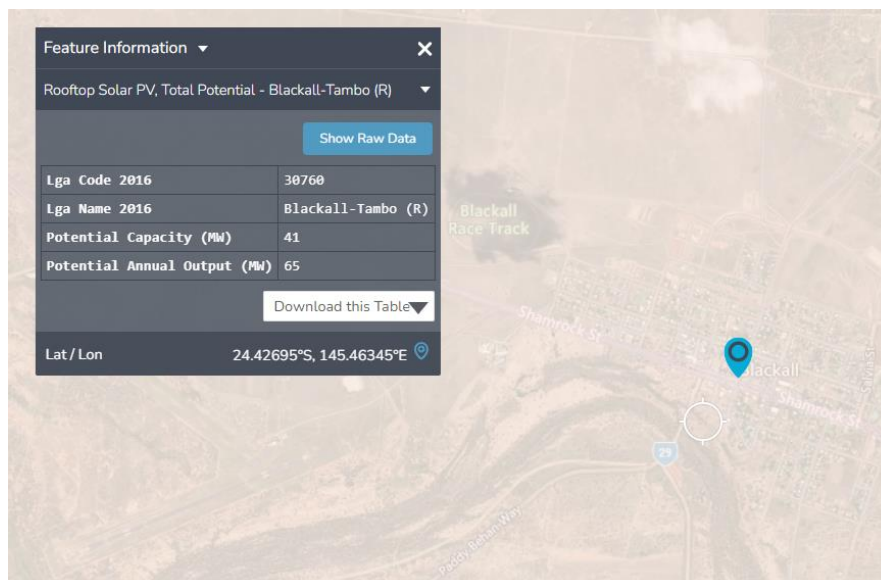 Feature Information
Rooftop Solar PV, Total Potential - Blackall-Tambo (R)
Show Raw Data
Lga Code 2016 30760
Lga Name 2016 Blackall-Tambo (R)
Potential Capacity (MW) 41
Potential Annual Output (MW) 65
Download this Table
Lat / Lon 24.42695°S, 145.46345°E
Blackall
Race Track
Shamrock St
Blackall
Shamrock St
29
Paddy Behan Way